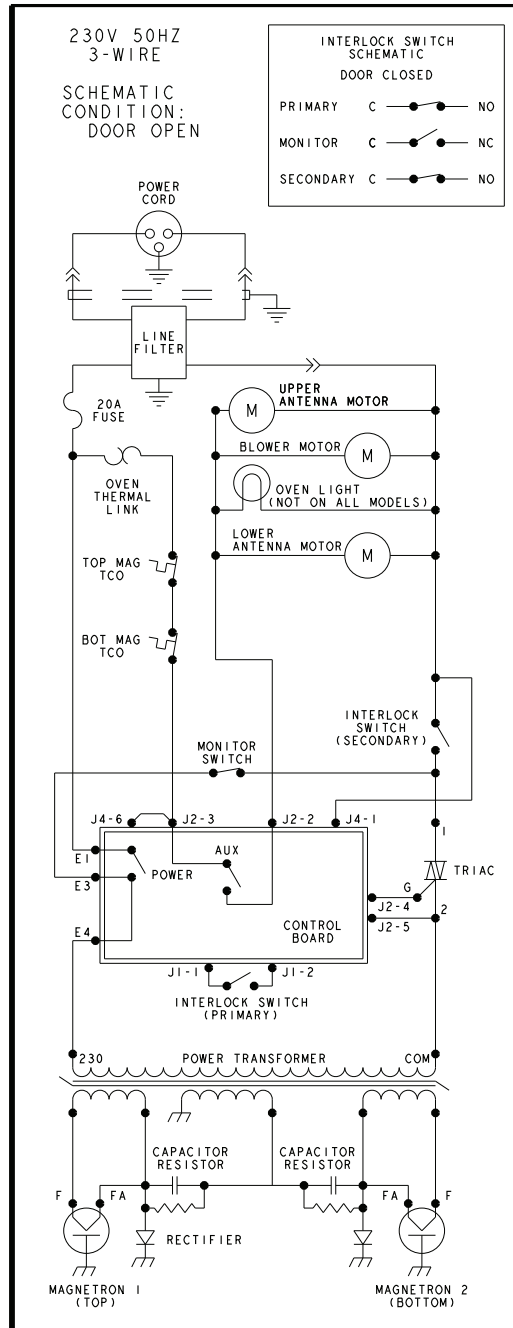 230V 50HZ
3-WIRE
SCHEMATIC
CONDITION:
DOOR OPEN
INTERLOCK SWITCH
SCHEMATIC
DOOR CLOSED
PRIMARY C NO
MONITOR C NC
SECONDARY C NO
POWER
CORD
LINE
FILTER
20A
FUSE
UPPER
ANTENNA MOTOR
M
BLOWER MOTOR
M
OVEN
THERMAL
LINK
OVEN LIGHT
(NOT ON ALL MODELS)
LOWER
ANTENNA MOTOR
M
TOP MAG
TCO
BOT MAG
TCO
INTERLOCK
SWITCH
(SECONDARY)
MONITOR
SWITCH
J4-6 J2-3 J2-2 J4-1 1
E1
POWER
AUX
TRIAC
E3
G
J2-4
2
J2-5
E4
CONTROL
BOARD
J1-1 J1-2
INTERLOCK SWITCH
(PRIMARY)
230 POWER TRANSFORMER COM
CAPACITOR
RESISTOR
CAPACITOR
RESISTOR
F FA FA F
RECTIFIER
MAGNETRON 1
(TOP)
MAGNETRON 2
(BOTTOM)